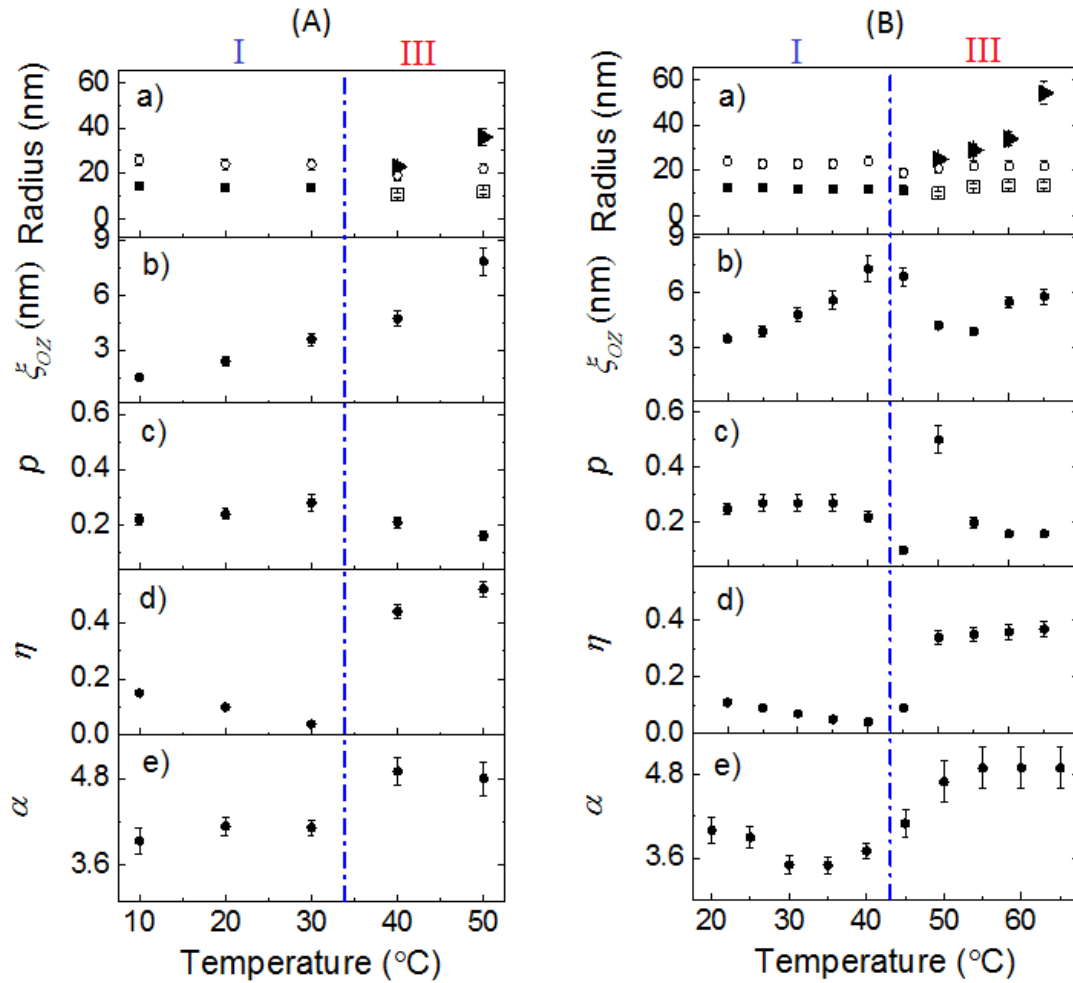 (A)
I III
a)
Radius (nm)
60
40
20
0
b)
ξOZ (nm)
9
6
3
c)
p
0.6
0.4
0.2
d)
η
0.4
0.2
0.0
e)
α
4.8
3.6
10 20 30 40 50
Temperature (°C)
(B)
I III
a)
Radius (nm)
60
40
20
0
b)
ξOZ (nm)
9
6
3
c)
p
0.6
0.4
0.2
d)
η
0.4
0.2
0.0
e)
α
4.8
3.6
20 30 40 50 60
Temperature (°C)